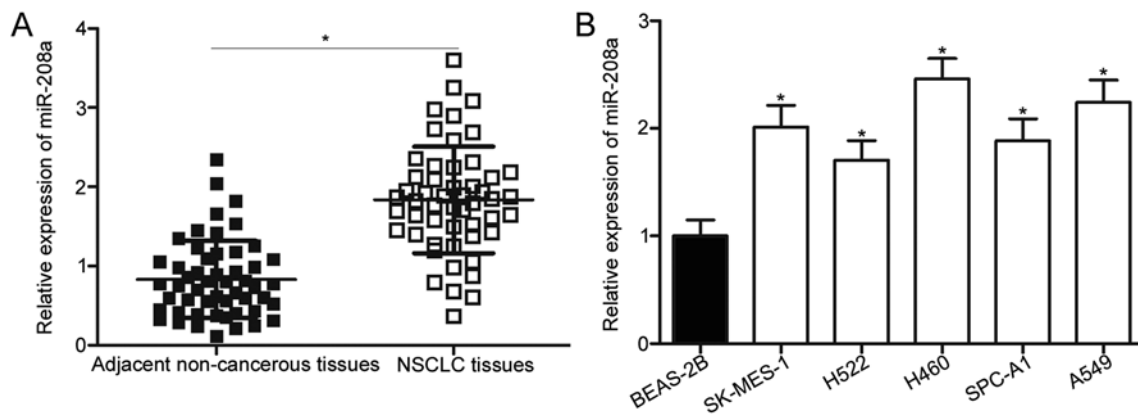 A
Relative expression of miR-208a
4
3
2
1
0
*
Adjacent non-cancerous tissues
NSCLC tissues
B
Relative expression of miR-208a
3
2
1
0
*
*
*
*
*
BEAS-2B
SK-MES-1
H522
H460
SPC-A1
A549